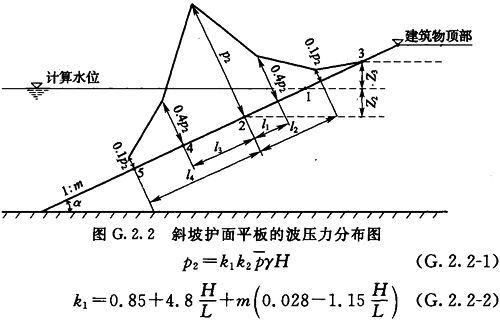 建筑物顶部
3
0.1p₂
p₂
Z₃
计算水位
0.4p₂
1
Z₂
0.4p₂
2
l₁
l₂
0.1p₂
4
l₃
5
l₄
1:m
α
图 G.2.2 斜坡护面平板的波压力分布图
p₂=k₁k₂p̄γH (G.2.2-1)
k₁=0.85+4.8 H/L +m(0.028−1.15 H/L) (G.2.2-2)